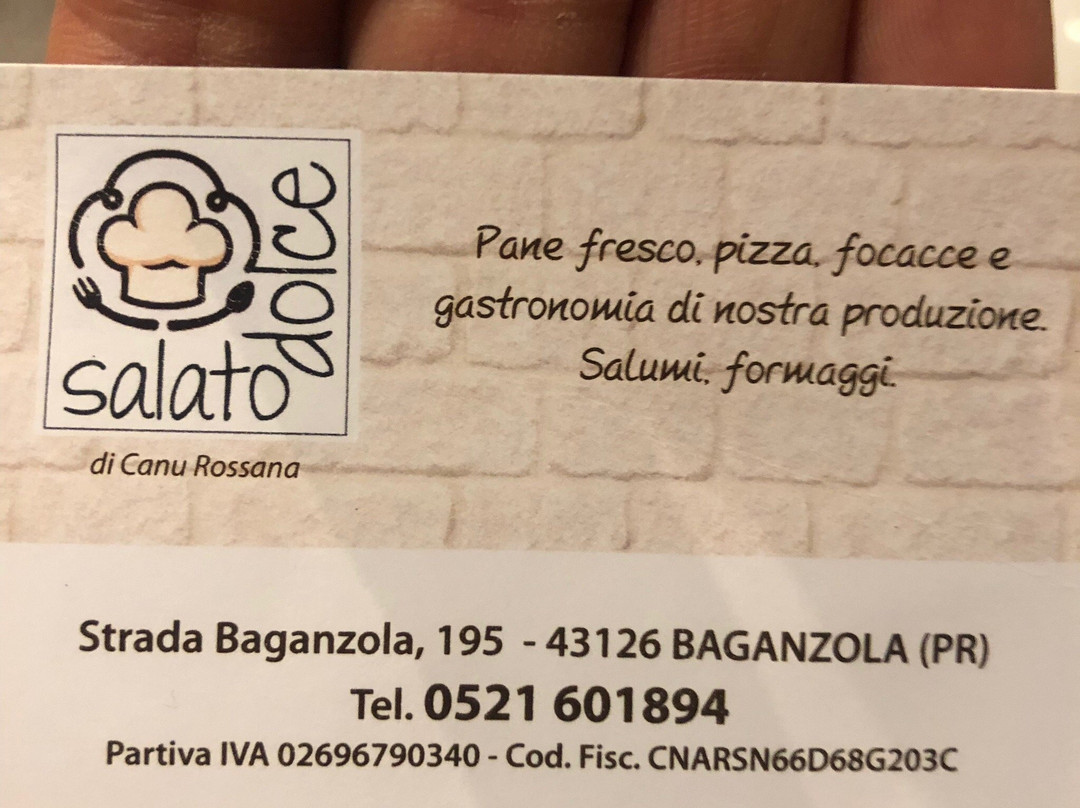 salato
dolce
di Canu Rossana
Pane fresco, pizza, focacce e
gastronomia di nostra produzione.
Salumi, formaggi.
Strada Baganzola, 195 - 43126 BAGANZOLA (PR)
Tel. 0521 601894
Partiva IVA 02696790340 - Cod. Fisc. CNARSN66D68G203C